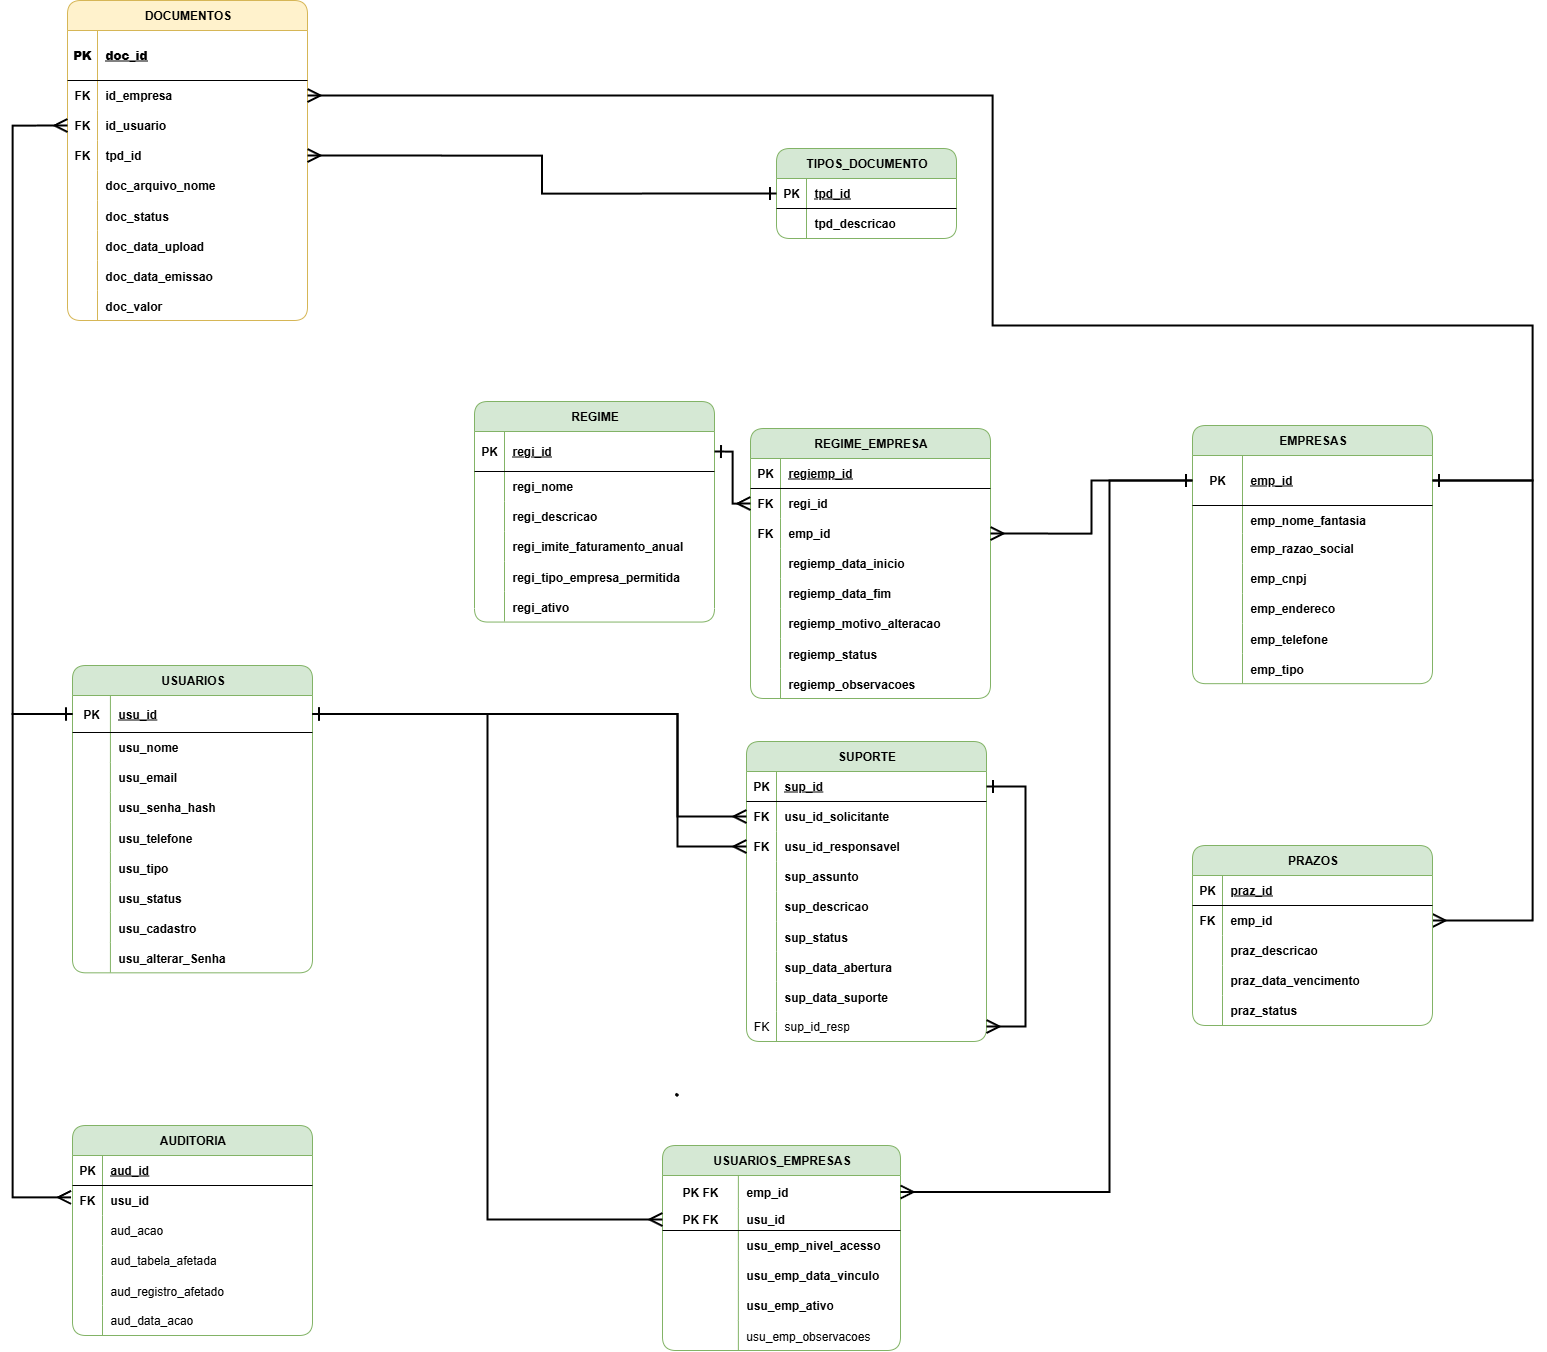 DOCUMENTOS
PK doc_id
FK id_empresa
FK id_usuario
FK tpd_id
doc_arquivo_nome
doc_status
doc_data_upload
doc_data_emissao
doc_valor
TIPOS_DOCUMENTO
PK tpd_id
tpd_descricao
REGIME
PK regi_id
regi_nome
regi_descricao
regi_imite_faturamento_anual
regi_tipo_empresa_permitida
regi_ativo
REGIME_EMPRESA
PK regiemp_id
FK regi_id
FK emp_id
regiemp_data_inicio
regiemp_data_fim
regiemp_motivo_alteracao
regiemp_status
regiemp_observacoes
EMPRESAS
PK emp_id
emp_nome_fantasia
emp_razao_social
emp_cnpj
emp_endereco
emp_telefone
emp_tipo
USUARIOS
PK usu_id
usu_nome
usu_email
usu_senha_hash
usu_telefone
usu_tipo
usu_status
usu_cadastro
usu_alterar_Senha
SUPORTE
PK sup_id
FK usu_id_solicitante
FK usu_id_responsavel
sup_assunto
sup_descricao
sup_status
sup_data_abertura
sup_data_suporte
FK sup_id_resp
PRAZOS
PK praz_id
FK emp_id
praz_descricao
praz_data_vencimento
praz_status
AUDITORIA
PK aud_id
FK usu_id
aud_acao
aud_tabela_afetada
aud_registro_afetado
aud_data_acao
USUARIOS_EMPRESAS
PK FK emp_id
PK FK usu_id
usu_emp_nivel_acesso
usu_emp_data_vinculo
usu_emp_ativo
usu_emp_observacoes